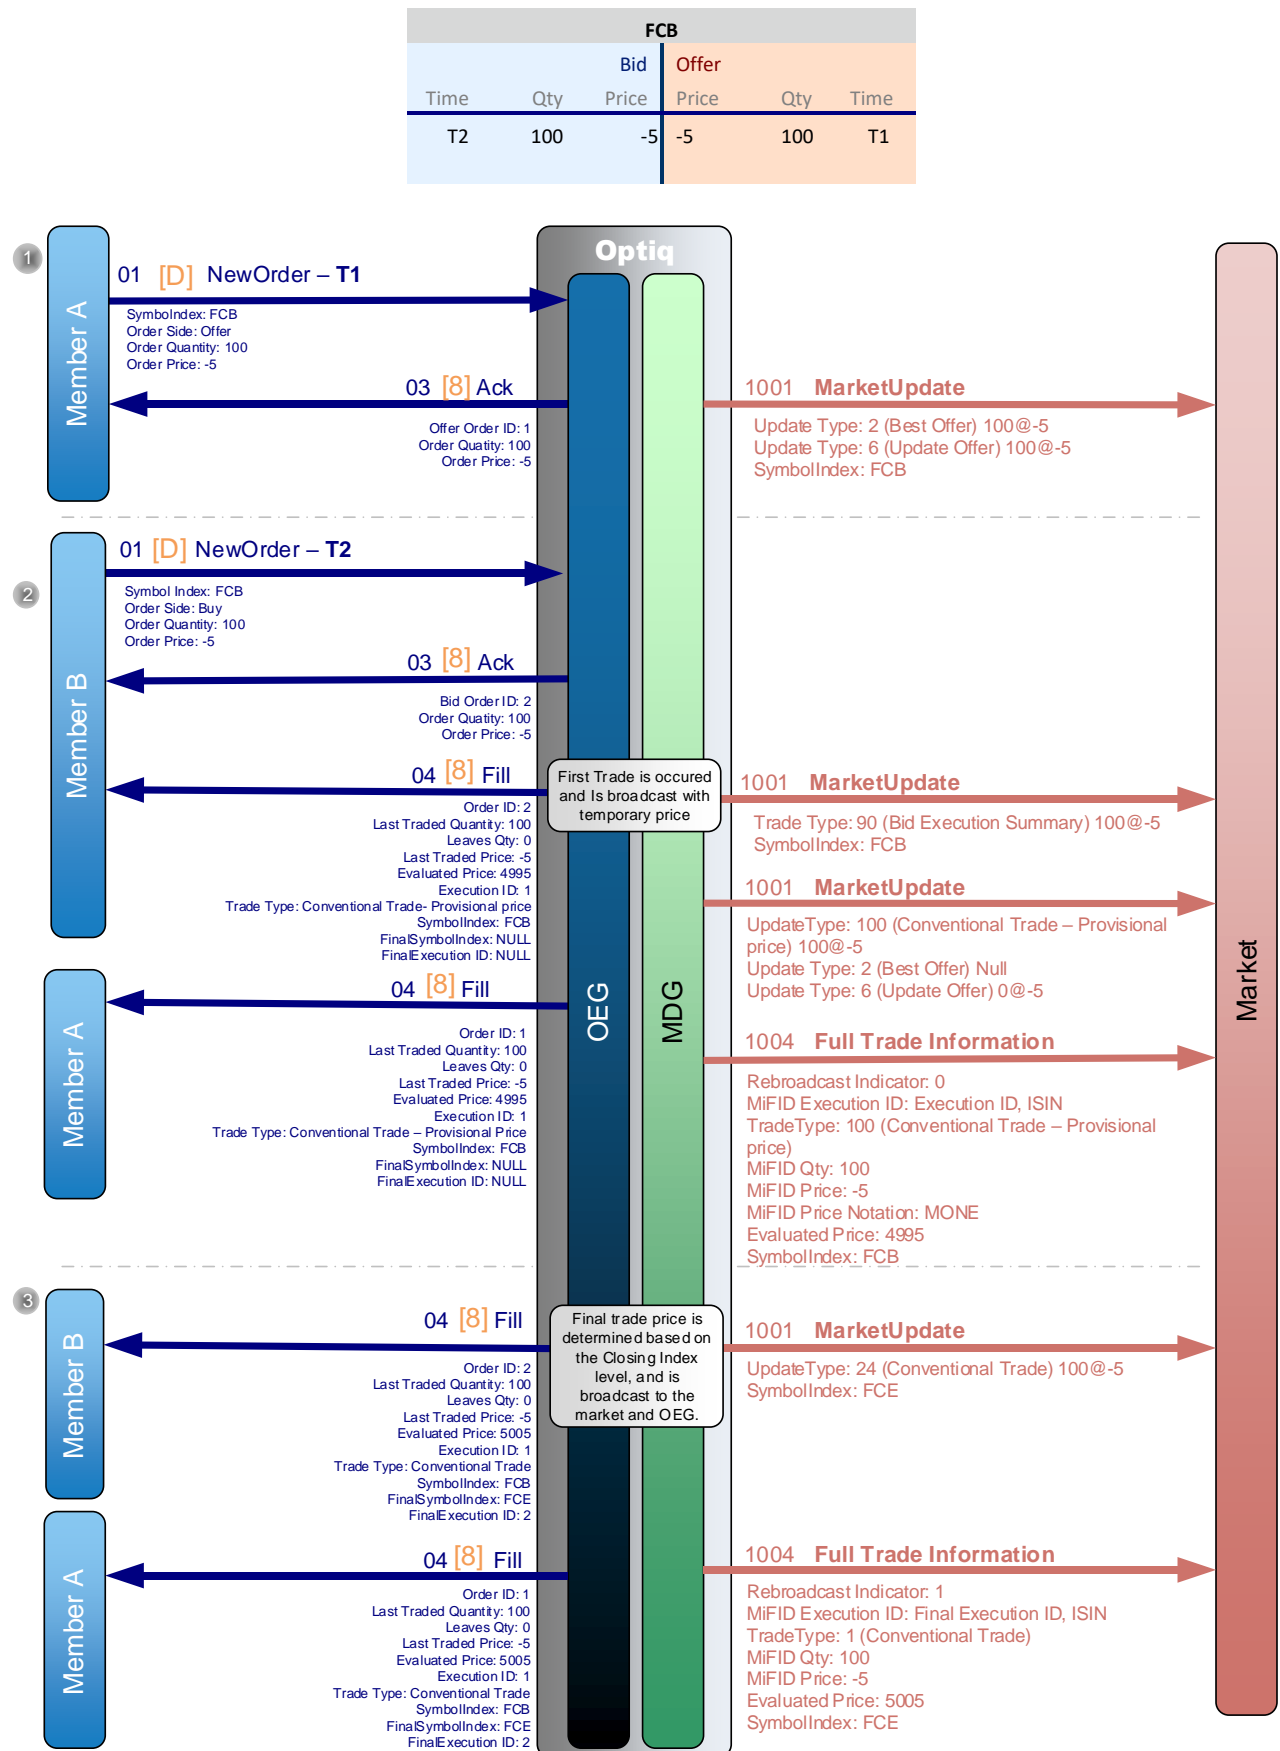 FCB
Bid Offer
Time Qty Price Price Qty Time
T2 100 -5 -5 100 T1
Optiq
1
Member A
01 [D] NewOrder – T1
SymbolIndex: FCB
Order Side: Offer
Order Quantity: 100
Order Price: -5
03 [8] Ack
Offer Order ID: 1
Order Quatity: 100
Order Price: -5
1001 MarketUpdate
Update Type: 2 (Best Offer) 100@-5
Update Type: 6 (Update Offer) 100@-5
SymbolIndex: FCB
2
Member B
01 [D] NewOrder – T2
Symbol Index: FCB
Order Side: Buy
Order Quantity: 100
Order Price: -5
03 [8] Ack
Bid Order ID: 2
Order Quatity: 100
Order Price: -5
04 [8] Fill
Order ID: 2
Last Traded Quantity: 100
Leaves Qty: 0
Last Traded Price: -5
Evaluated Price: 4995
Execution ID: 1
Trade Type: Conventional Trade- Provisional price
SymbolIndex: FCB
FinalSymbolIndex: NULL
FinalExecution ID: NULL
First Trade is occured
and Is broadcast with
temporary price
1001 MarketUpdate
Trade Type: 90 (Bid Execution Summary) 100@-5
SymbolIndex: FCB
1001 MarketUpdate
UpdateType: 100 (Conventional Trade – Provisional
price) 100@-5
Update Type: 2 (Best Offer) Null
Update Type: 6 (Update Offer) 0@-5
Member A
04 [8] Fill
Order ID: 1
Last Traded Quantity: 100
Leaves Qty: 0
Last Traded Price: -5
Evaluated Price: 4995
Execution ID: 1
Trade Type: Conventional Trade – Provisional Price
SymbolIndex: FCB
FinalSymbolIndex: NULL
FinalExecution ID: NULL
OEG
MDG
Market
1004 Full Trade Information
Rebroadcast Indicator: 0
MiFID Execution ID: Execution ID, ISIN
TradeType: 100 (Conventional Trade – Provisional
price)
MiFID Qty: 100
MiFID Price: -5
MiFID Price Notation: MONE
Evaluated Price: 4995
SymbolIndex: FCB
3
Member B
04 [8] Fill
Order ID: 2
Last Traded Quantity: 100
Leaves Qty: 0
Last Traded Price: -5
Evaluated Price: 5005
Execution ID: 1
Trade Type: Conventional Trade
SymbolIndex: FCB
FinalSymbolIndex: FCE
FinalExecution ID: 2
Final trade price is
determined based on
the Closing Index
level, and is
broadcast to the
market and OEG.
1001 MarketUpdate
UpdateType: 24 (Conventional Trade) 100@-5
SymbolIndex: FCE
Member A
04 [8] Fill
Order ID: 1
Last Traded Quantity: 100
Leaves Qty: 0
Last Traded Price: -5
Evaluated Price: 5005
Execution ID: 1
Trade Type: Conventional Trade
SymbolIndex: FCB
FinalSymbolIndex: FCE
FinalExecution ID: 2
1004 Full Trade Information
Rebroadcast Indicator: 1
MiFID Execution ID: Final Execution ID, ISIN
TradeType: 1 (Conventional Trade)
MiFID Qty: 100
MiFID Price: -5
Evaluated Price: 5005
SymbolIndex: FCE